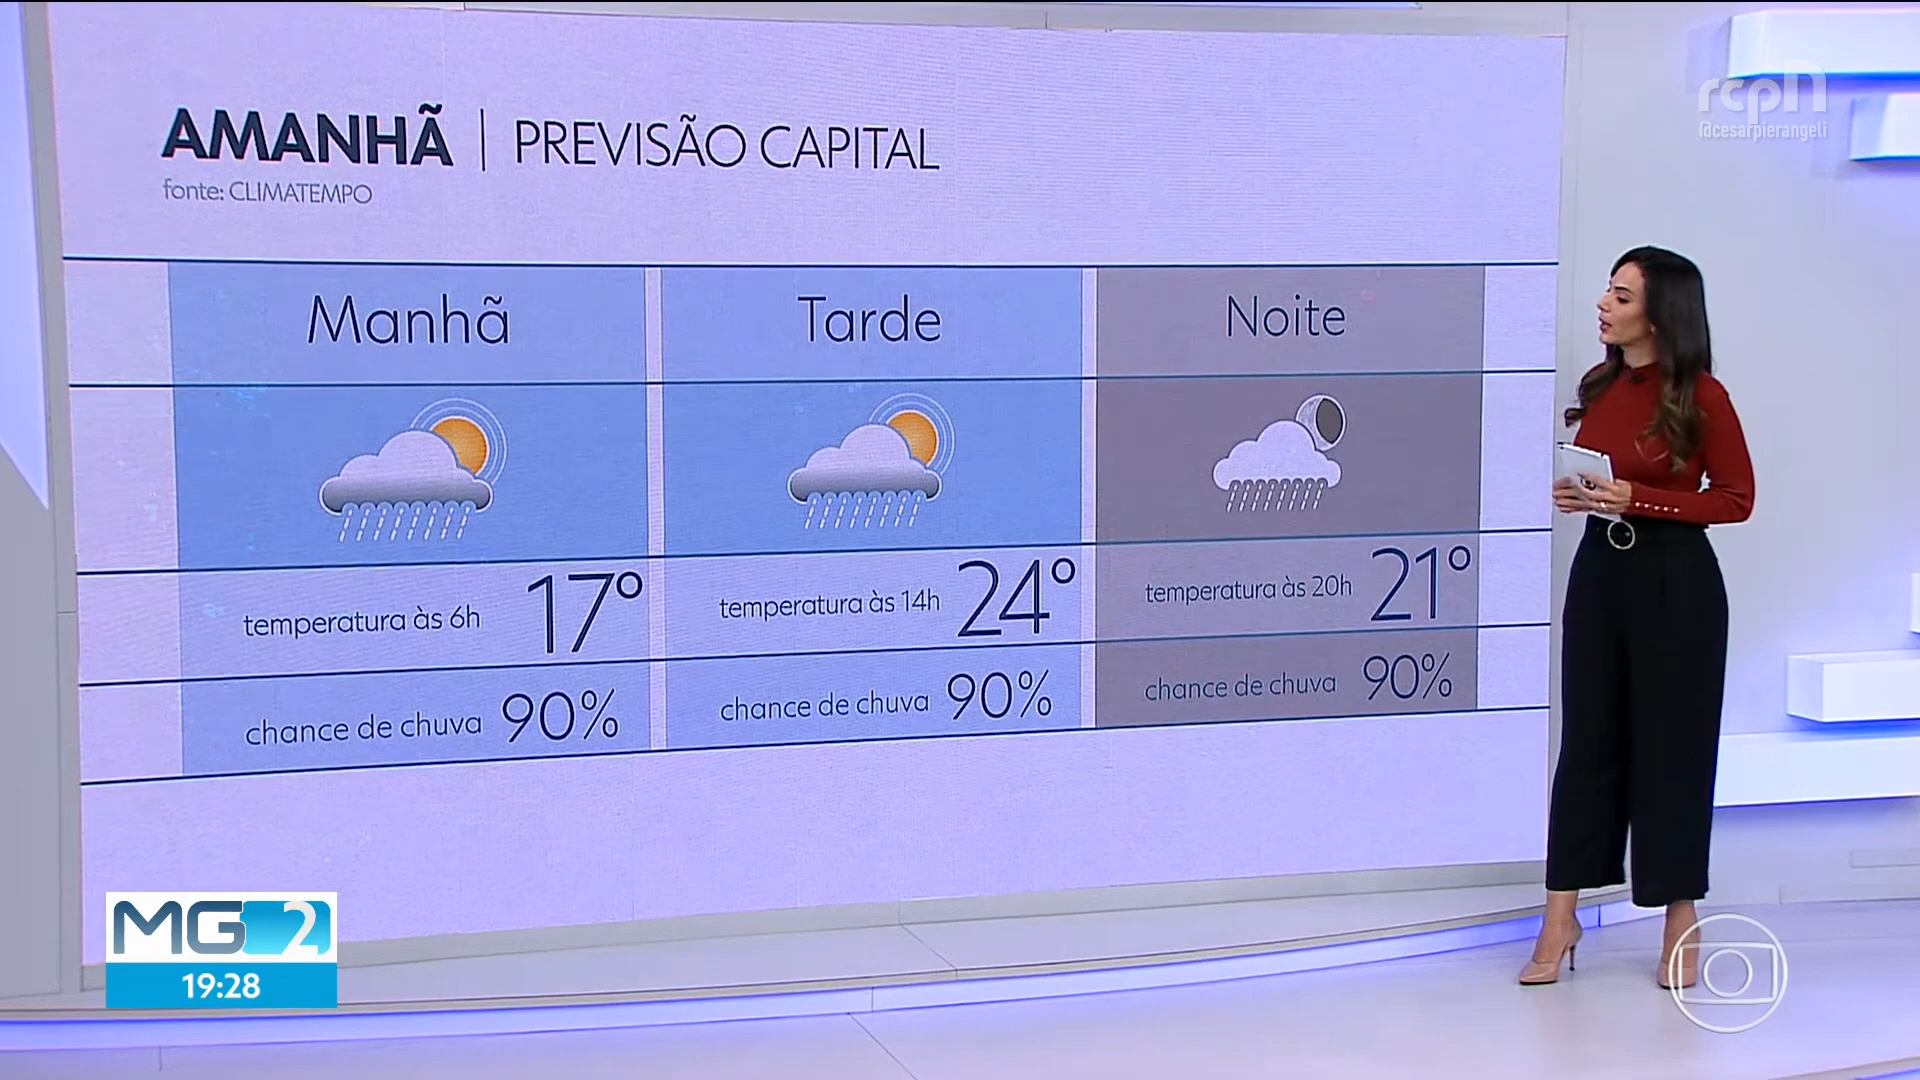 rcpn
@cesarpierangeli
AMANHÃ | PREVISÃO CAPITAL
fonte: CLIMATEMPO
Manhã
Tarde
Noite
temperatura às 6h 17°
temperatura às 14h 24°
temperatura às 20h 21°
chance de chuva 90%
chance de chuva 90%
chance de chuva 90%
MG2
19:28